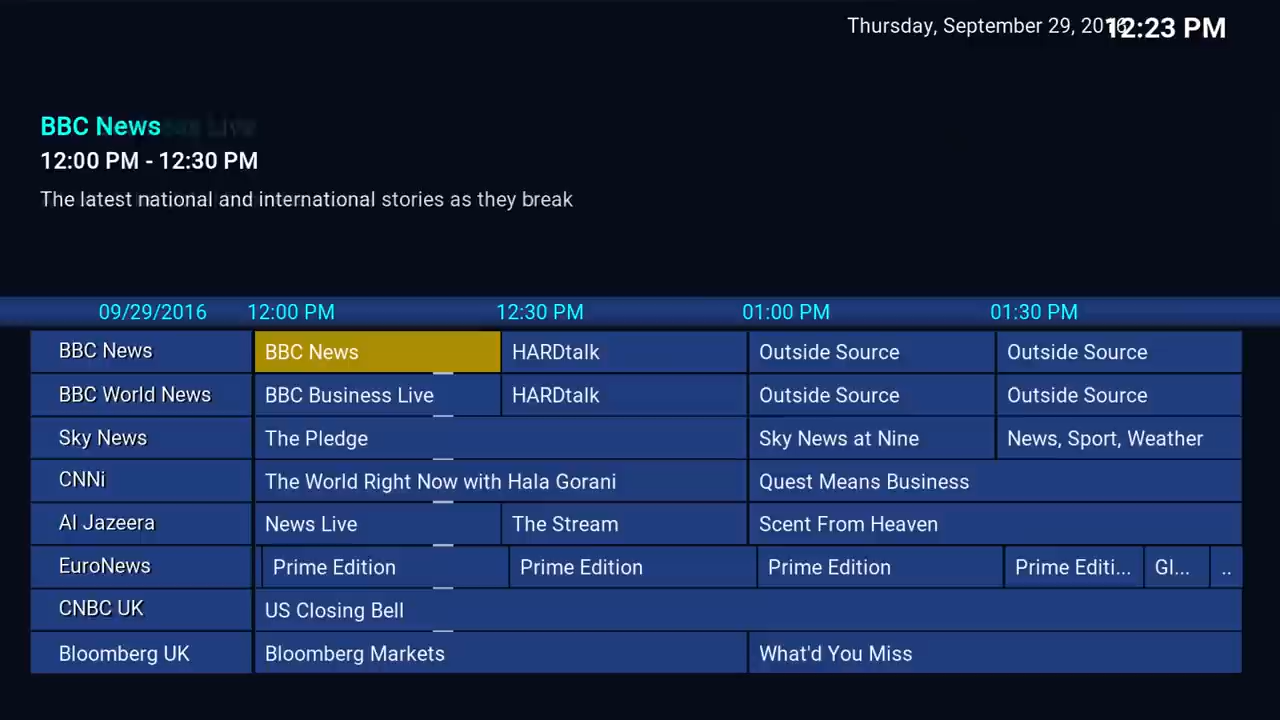 Thursday, September 29, 2016 12:23 PM
BBC News
12:00 PM - 12:30 PM
The latest national and international stories as they break
09/29/2016 12:00 PM 12:30 PM 01:00 PM 01:30 PM
BBC News BBC News HARDtalk Outside Source Outside Source
BBC World News BBC Business Live HARDtalk Outside Source Outside Source
Sky News The Pledge Sky News at Nine News, Sport, Weather
CNNi The World Right Now with Hala Gorani Quest Means Business
Al Jazeera News Live The Stream Scent From Heaven
EuroNews Prime Edition Prime Edition Prime Edition Prime Editi... Gl... ..
CNBC UK US Closing Bell
Bloomberg UK Bloomberg Markets What'd You Miss